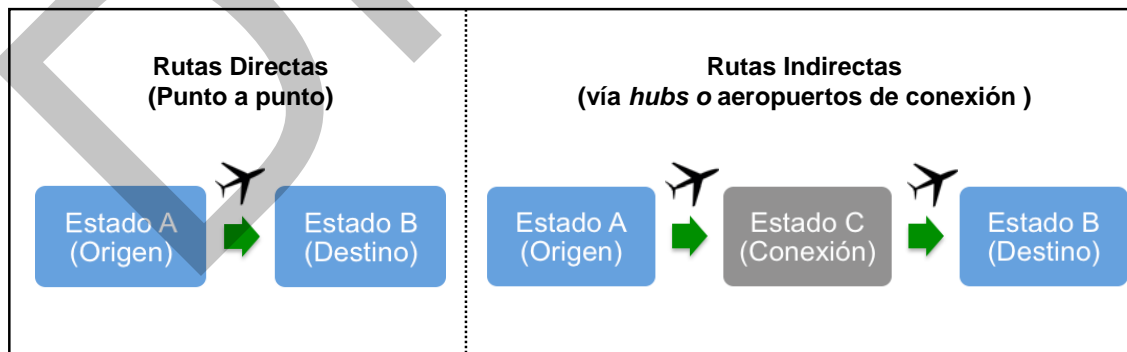 Rutas Directas
(Punto a punto)
Estado A
(Origen)
Estado B
(Destino)
Rutas Indirectas
(vía hubs o aeropuertos de conexión )
Estado A
(Origen)
Estado C
(Conexión)
Estado B
(Destino)